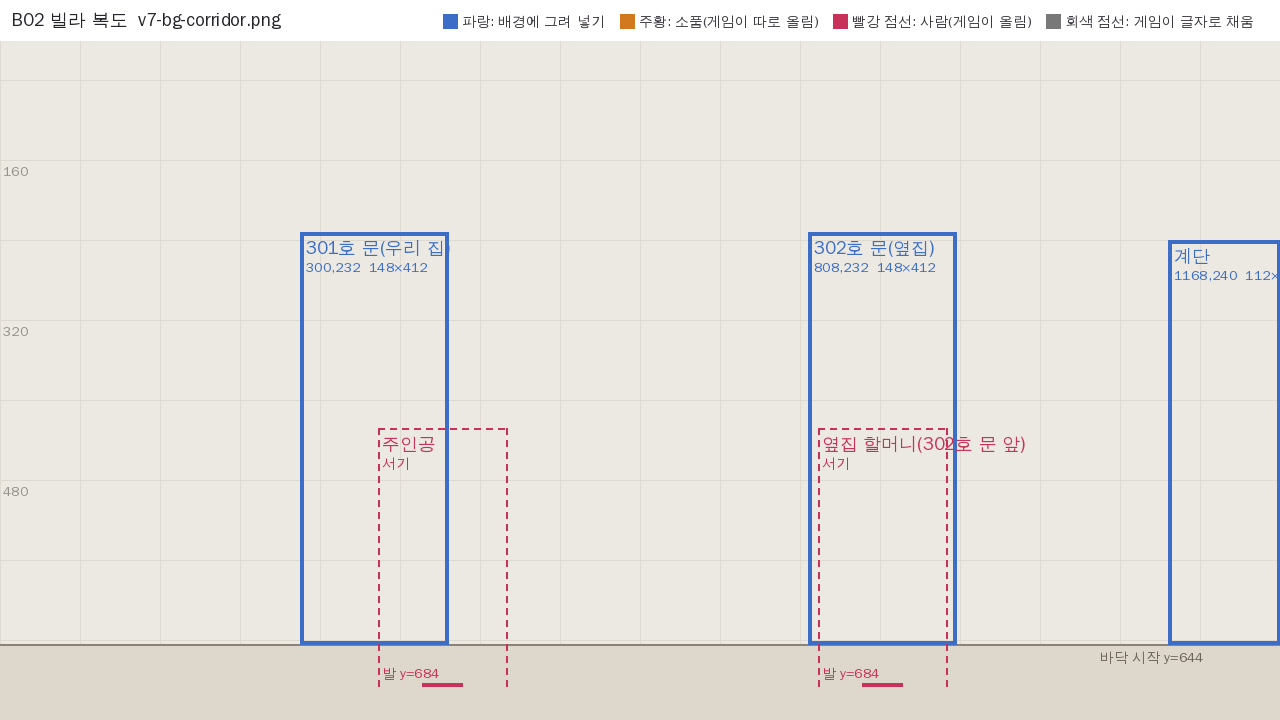 B02 빌라 복도  v7-bg-corridor.png
파랑: 배경에 그려 넣기
주황: 소품(게임이 따로 올림)
빨강 점선: 사람(게임이 올림)
회색 점선: 게임이 글자로 채움
160
301호 문(우리 집)
300,232  148×412
302호 문(옆집)
808,232  148×412
계단
1168,240  112×
320
주인공
서기
옆집 할머니(302호 문 앞)
서기
480
바닥 시작 y=644
발 y=684
발 y=684